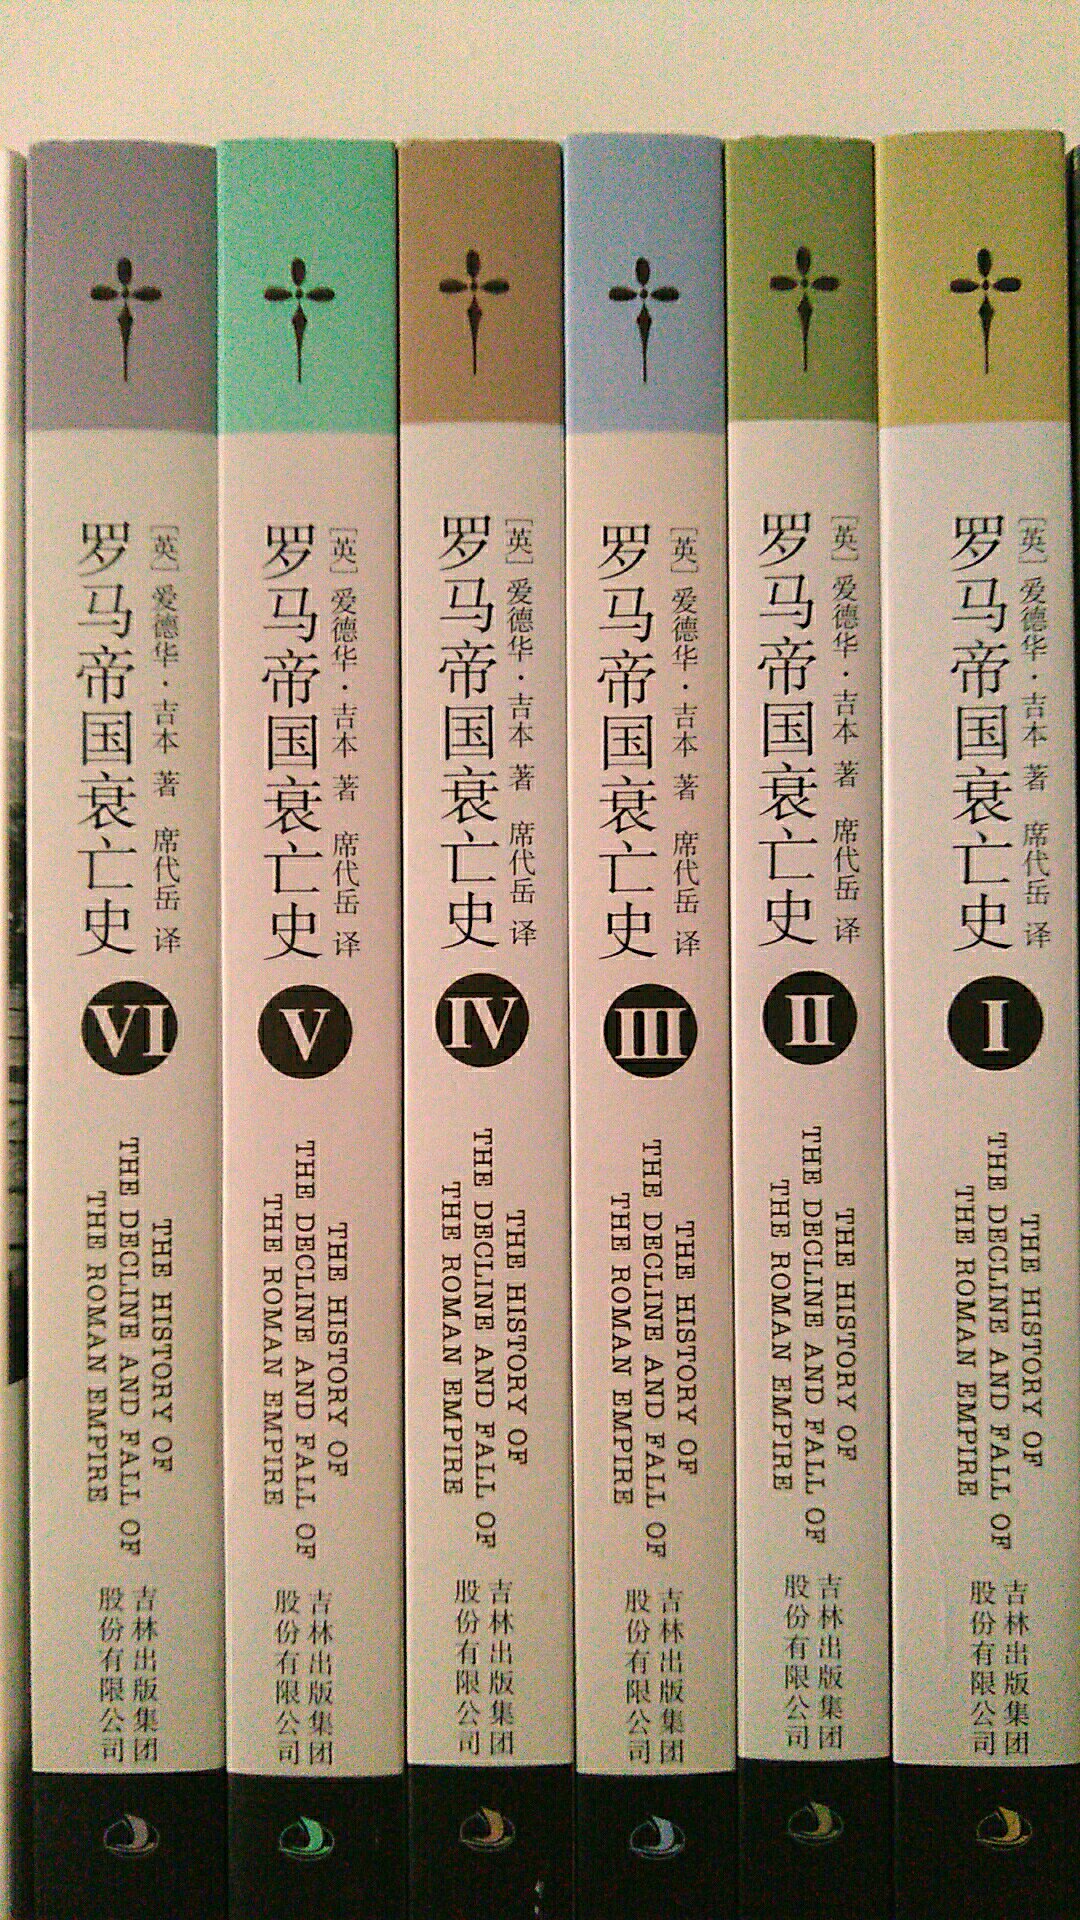 [英]爱德华·吉本 著 席代岳 译
罗马帝国衰亡史
VI
THE HISTORY OF
THE DECLINE AND FALL OF
THE ROMAN EMPIRE
吉林出版集团
股份有限公司
[英]爱德华·吉本 著 席代岳 译
罗马帝国衰亡史
V
THE HISTORY OF
THE DECLINE AND FALL OF
THE ROMAN EMPIRE
吉林出版集团
股份有限公司
[英]爱德华·吉本 著 席代岳 译
罗马帝国衰亡史
IV
THE HISTORY OF
THE DECLINE AND FALL OF
THE ROMAN EMPIRE
吉林出版集团
股份有限公司
[英]爱德华·吉本 著 席代岳 译
罗马帝国衰亡史
III
THE HISTORY OF
THE DECLINE AND FALL OF
THE ROMAN EMPIRE
吉林出版集团
股份有限公司
[英]爱德华·吉本 著 席代岳 译
罗马帝国衰亡史
II
THE HISTORY OF
THE DECLINE AND FALL OF
THE ROMAN EMPIRE
吉林出版集团
股份有限公司
[英]爱德华·吉本 著 席代岳 译
罗马帝国衰亡史
I
THE HISTORY OF
THE DECLINE AND FALL OF
THE ROMAN EMPIRE
吉林出版集团
股份有限公司